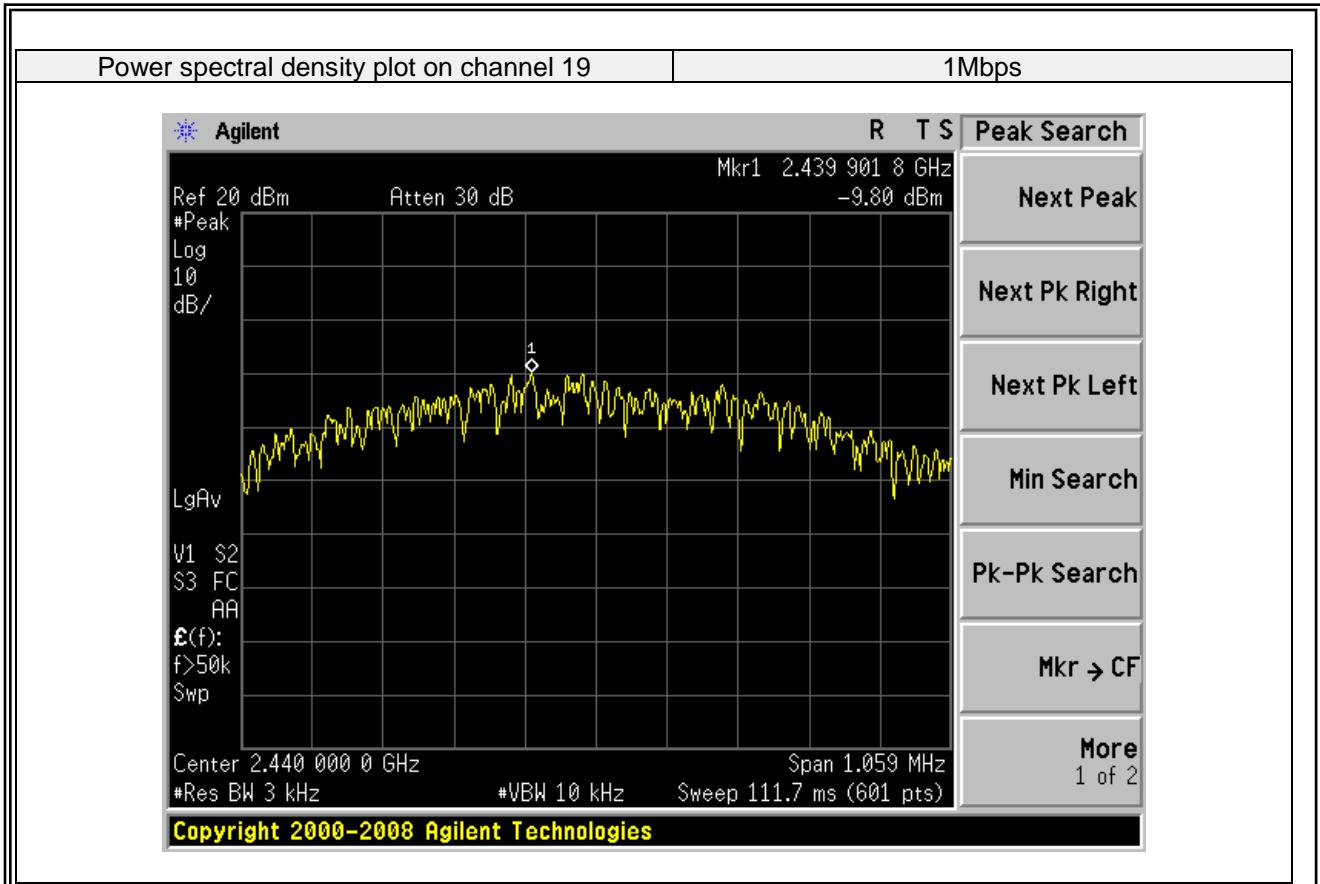 Power spectral density plot on channel 19 1Mbps
Agilent R T S Peak Search
Mkr1 2.439 901 8 GHz
Ref 20 dBm Atten 30 dB -9.80 dBm
#Peak
Log
10
dB/
1
LgAv
V1 S2
S3 FC
AA
£(f):
f>50k
Swp
Center 2.440 000 0 GHz Span 1.059 MHz
#Res BW 3 kHz #VBW 10 kHz Sweep 111.7 ms (601 pts)
Copyright 2000-2008 Agilent Technologies
Next Peak
Next Pk Right
Next Pk Left
Min Search
Pk-Pk Search
Mkr → CF
More
1 of 2